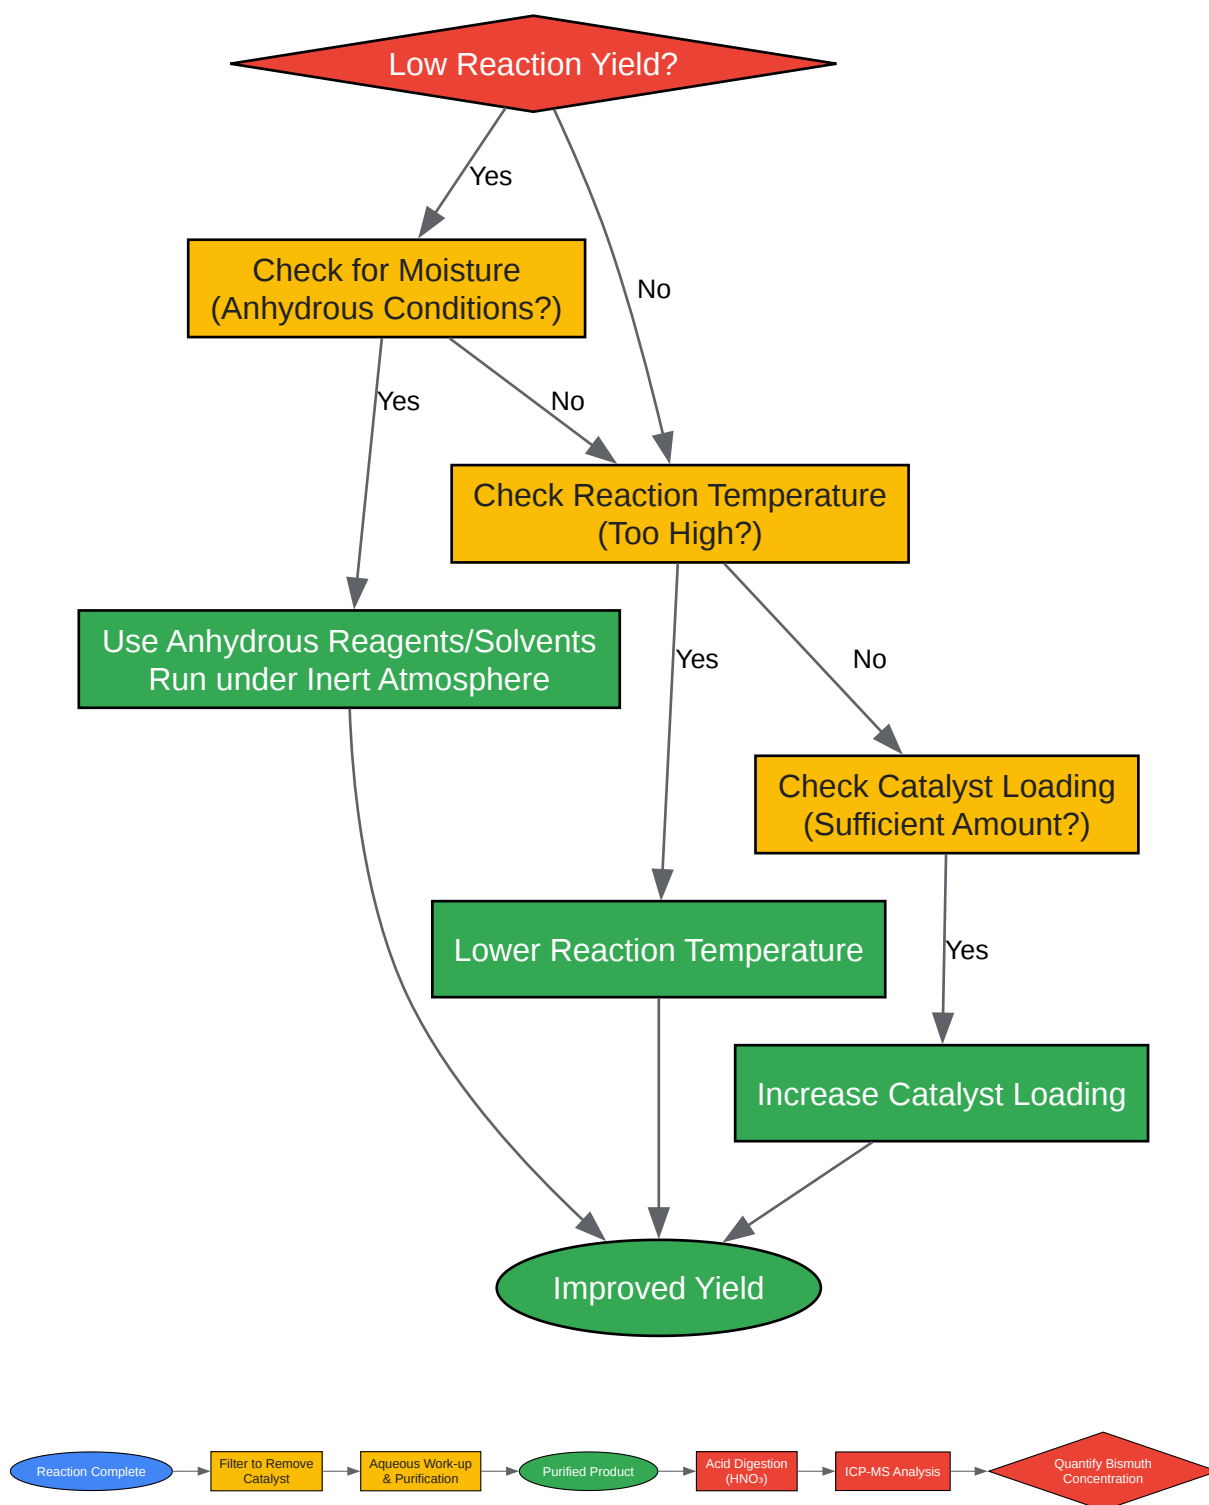 Low Reaction Yield?
Yes
No
Check for Moisture
(Anhydrous Conditions?)
Yes
No
Check Reaction Temperature
(Too High?)
Use Anhydrous Reagents/Solvents
Run under Inert Atmosphere
Yes
No
Check Catalyst Loading
(Sufficient Amount?)
Lower Reaction Temperature
Yes
Increase Catalyst Loading
Improved Yield
Reaction Complete
Filter to Remove
Catalyst
Aqueous Work-up
& Purification
Purified Product
Acid Digestion
(HNO₃)
ICP-MS Analysis
Quantify Bismuth
Concentration